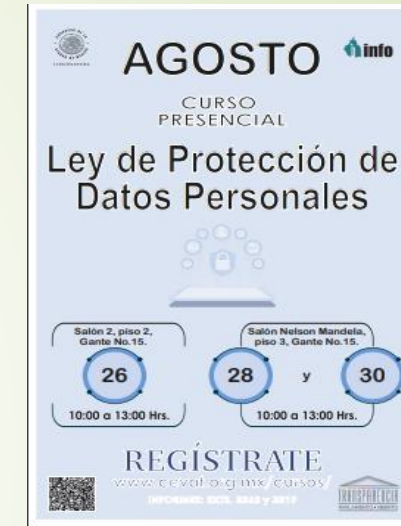 AGOSTO
info
CURSO
PRESENCIAL
Ley de Protección de
Datos Personales
Salón 2, piso 2,
Gante No.15.
26
10:00 a 13:00 Hrs.
Salón Nelson Mandela,
piso 3, Gante No.15.
28 y 30
10:00 a 13:00 Hrs.
REGÍSTRATE
TRANSPARENCIA